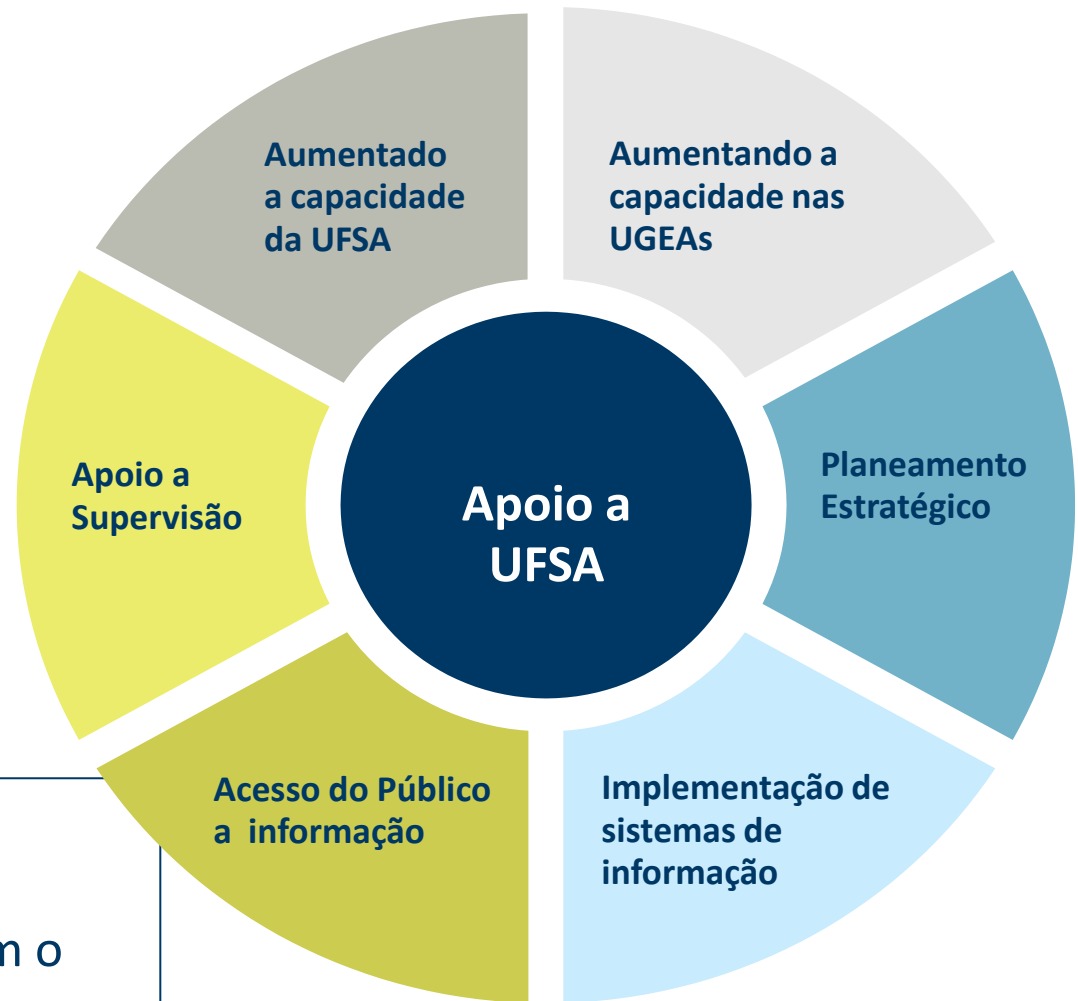 Aumentado
a capacidade
da UFSA
Aumentando a
capacidade nas
UGEAs
Apoio a
Supervisão
Apoio a
UFSA
Planeamento
Estratégico
Acesso do Público
a informação
Implementação de
sistemas de
informação
m o